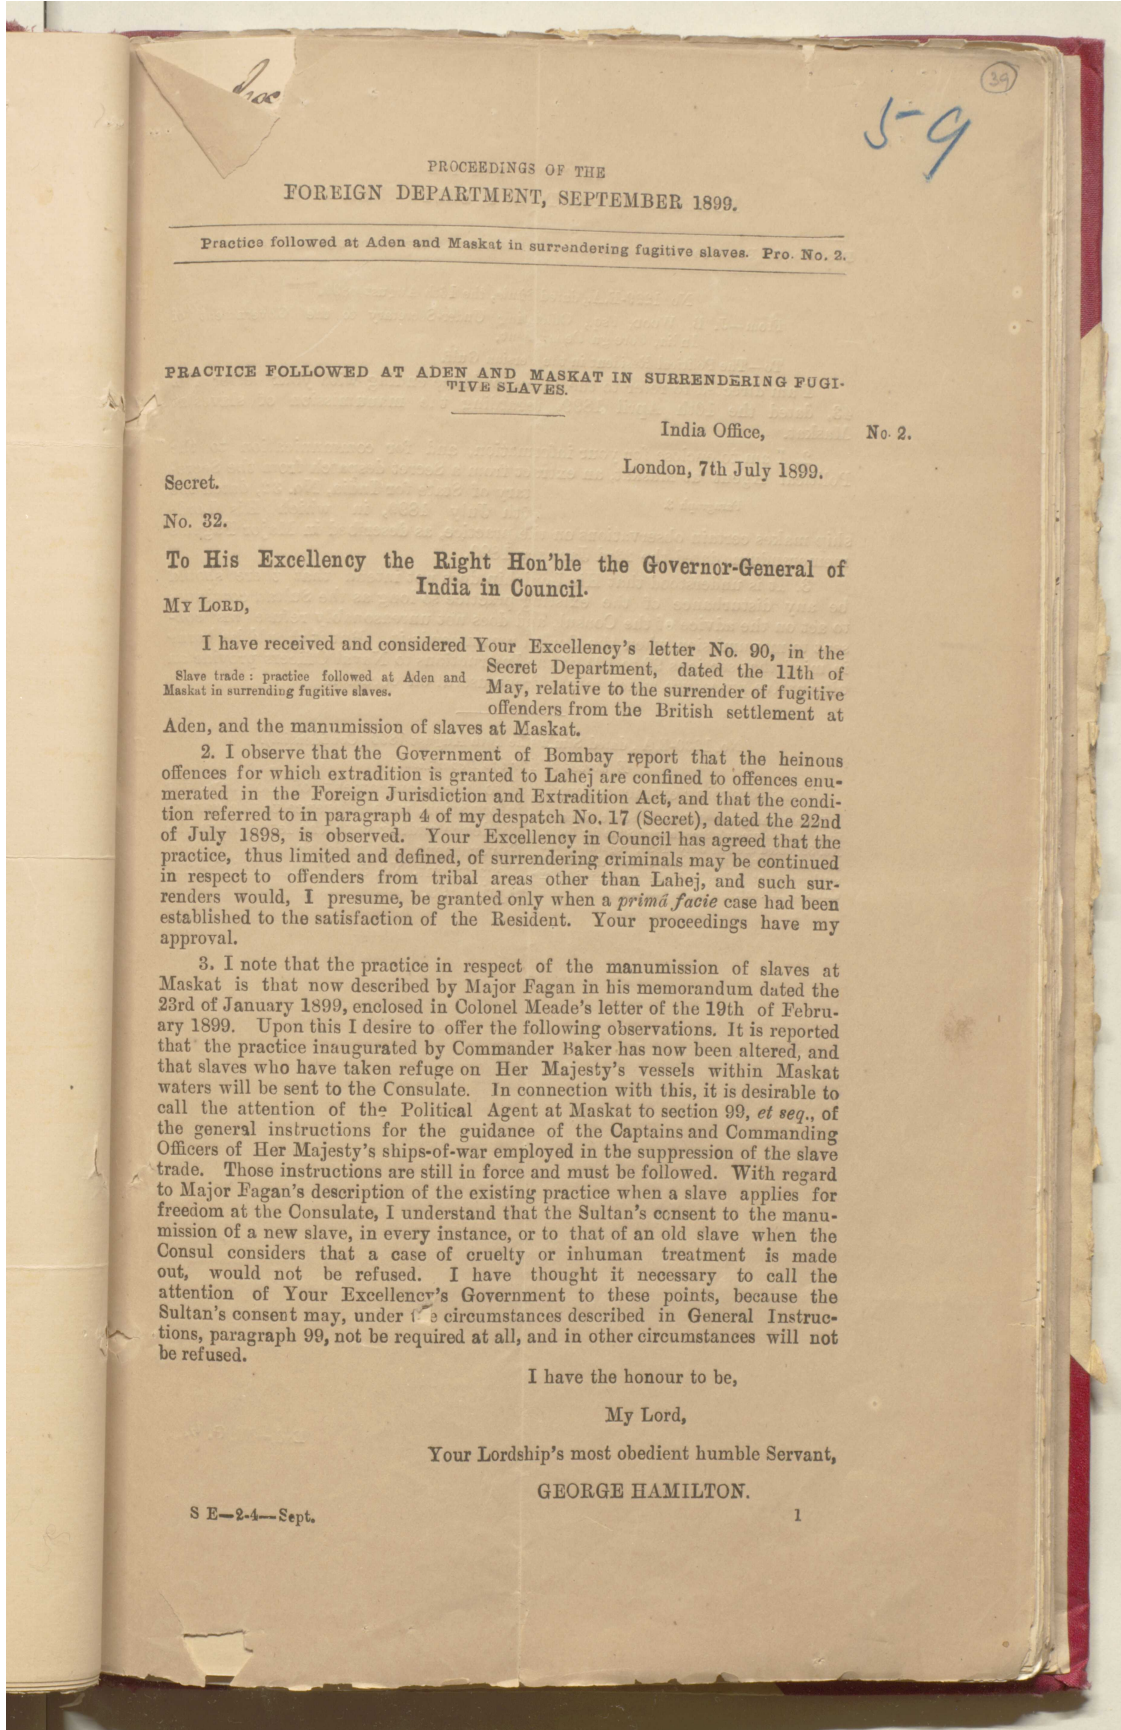 39
59
PROCEEDINGS OF THE
FOREIGN DEPARTMENT, SEPTEMBER 1899.
Practice followed at Aden and Maskat in surrendering fugitive slaves. Pro. No. 2.
PRACTICE FOLLOWED AT ADEN AND MASKAT IN SURRENDERING FUGI-
TIVE SLAVES.
India Office,
No. 2.
London, 7th July 1899.
Secret.
No. 32.
To His Excellency the Right Hon'ble the Governor-General of
India in Council.
MY LORD,
I have received and considered Your Excellency's letter No. 90, in the
Slave trade : practice followed at Aden and
Maskat in surrending fugitive slaves.
Secret Department, dated the 11th of
May, relative to the surrender of fugitive
offenders from the British settlement at
Aden, and the manumission of slaves at Maskat.
2. I observe that the Government of Bombay report that the heinous
offences for which extradition is granted to Lahej are confined to offences enu-
merated in the Foreign Jurisdiction and Extradition Act, and that the condi-
tion referred to in paragraph 4 of my despatch No. 17 (Secret), dated the 22nd
of July 1898, is observed. Your Excellency in Council has agreed that the
practice, thus limited and defined, of surrendering criminals may be continued
in respect to offenders from tribal areas other than Lahej, and such sur-
renders would, I presume, be granted only when a primâ facie case had been
established to the satisfaction of the Resident. Your proceedings have my
approval.
3. I note that the practice in respect of the manumission of slaves at
Maskat is that now described by Major Fagan in his memorandum dated the
23rd of January 1899, enclosed in Colonel Meade's letter of the 19th of Febru-
ary 1899. Upon this I desire to offer the following observations. It is reported
that the practice inaugurated by Commander Baker has now been altered, and
that slaves who have taken refuge on Her Majesty's vessels within Maskat
waters will be sent to the Consulate. In connection with this, it is desirable to
call the attention of the Political Agent at Maskat to section 99, et seq., of
the general instructions for the guidance of the Captains and Commanding
Officers of Her Majesty's ships-of-war employed in the suppression of the slave
trade. Those instructions are still in force and must be followed. With regard
to Major Fagan's description of the existing practice when a slave applies for
freedom at the Consulate, I understand that the Sultan's consent to the manu-
mission of a new slave, in every instance, or to that of an old slave when the
Consul considers that a case of cruelty or inhuman treatment is made
out, would not be refused. I have thought it necessary to call the
attention of Your Excellency's Government to these points, because the
Sultan's consent may, under the circumstances described in General Instruc-
tions, paragraph 99, not be required at all, and in other circumstances will not
be refused.
I have the honour to be,
My Lord,
Your Lordship's most obedient humble Servant,
GEORGE HAMILTON.
S E—2-4—Sept.
1